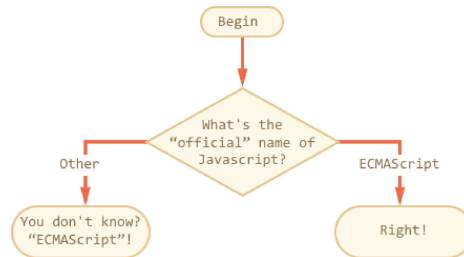 Begin
What's the
“official” name of
Javascript?
Other
ECMAScript
You don't know?
“ECMAScript”!
Right!